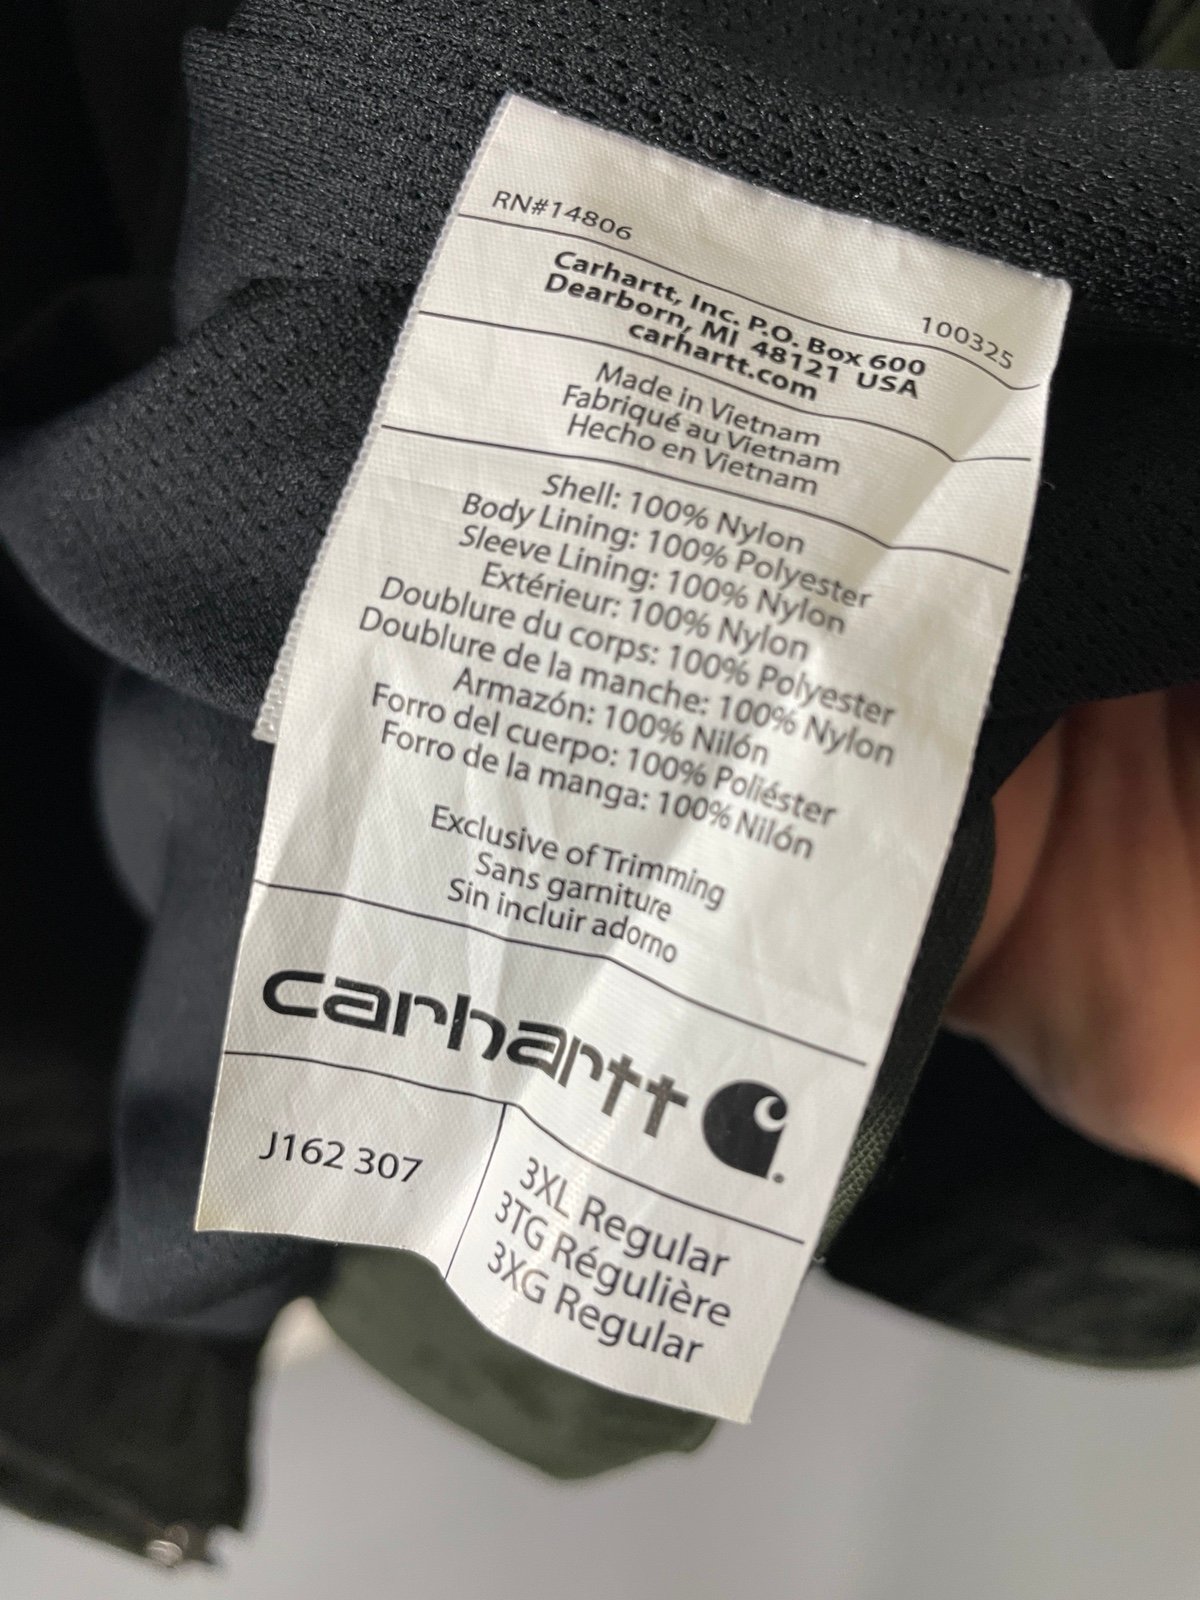 RN#14806
100325
Carhartt, Inc. P.O. Box 600
Dearborn, MI 48121 USA
carhartt.com
Made in Vietnam
Fabriqué au Vietnam
Hecho en Vietnam
Shell: 100% Nylon
Body Lining: 100% Polyester
Sleeve Lining: 100% Nylon
Extérieur: 100% Nylon
Doublure du corps: 100% Polyester
Doublure de la manche: 100% Nylon
Armazón: 100% Nilón
Forro del cuerpo: 100% Poliéster
Forro de la manga: 100% Nilón
Exclusive of Trimming
Sans garniture
Sin incluir adorno
carhartt
J162 307
3XL Regular
3TG Régulière
3XG Regular